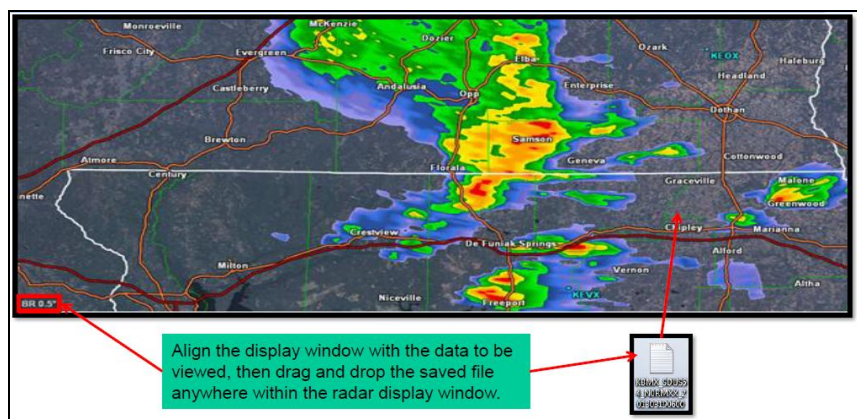 Monroeville
McKenzie
Frisco City
Evergreen
Dozier
Ozark
KEOX
Haleburg
Castleberry
Elba
Headland
Andalusia
Opp
Enterprise
Dothan
Brewton
Samson
Atmore
Century
Florala
Geneva
Cottonwood
Graceville
Malone
Greenwood
Crestview
De Funiak Springs
Chipley
Marianna
Milton
Alford
Vernon
Altha
BR 0.5°
Niceville
Freeport
KEVX
Align the display window with the data to be
viewed, then drag and drop the saved file
anywhere within the radar display window.